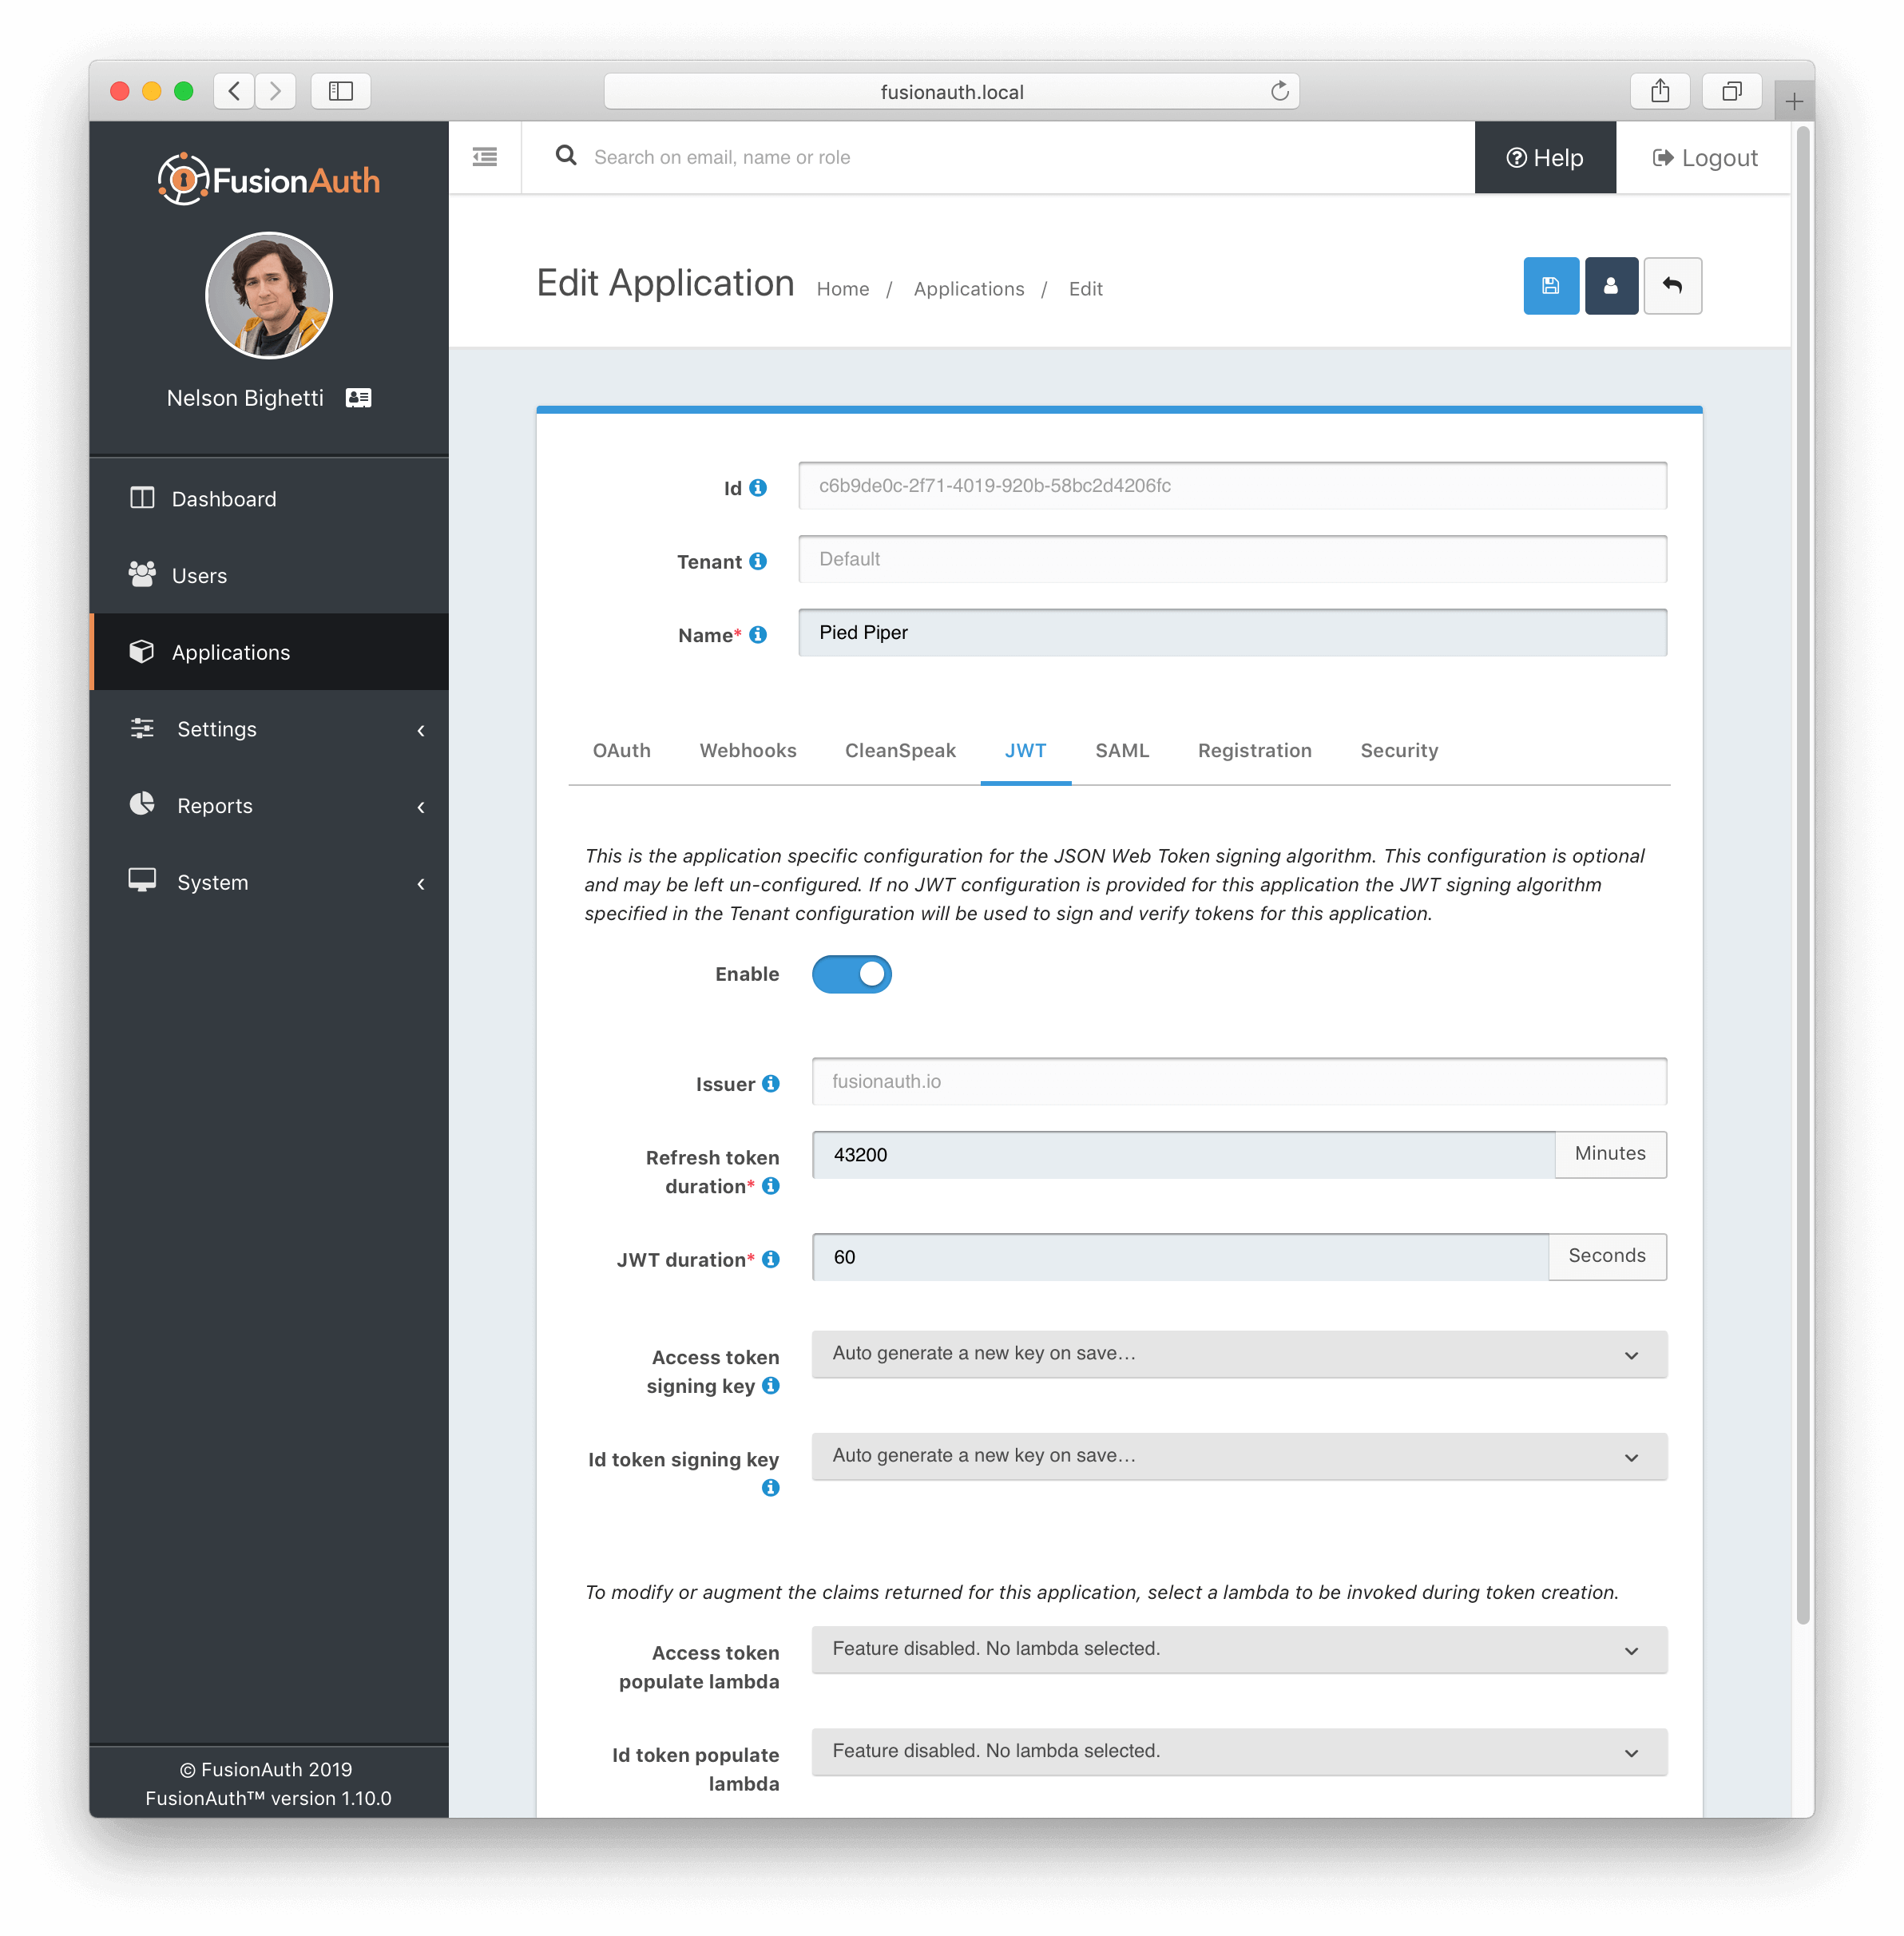 fusionauth.local
FusionAuth
Search on email, name or role
Help
Logout
Nelson Bighetti
Edit Application
Home / Applications / Edit
Dashboard
Users
Applications
Settings
Reports
System
Id
c6b9de0c-2f71-4019-920b-58bc2d4206fc
Tenant
Default
Name*
Pied Piper
OAuth
Webhooks
CleanSpeak
JWT
SAML
Registration
Security
This is the application specific configuration for the JSON Web Token signing algorithm. This configuration is optional
and may be left un-configured. If no JWT configuration is provided for this application the JWT signing algorithm
specified in the Tenant configuration will be used to sign and verify tokens for this application.
Enable
Issuer
fusionauth.io
Refresh token
duration*
43200
Minutes
JWT duration*
60
Seconds
Access token
signing key
Auto generate a new key on save…
Id token signing key
Auto generate a new key on save…
To modify or augment the claims returned for this application, select a lambda to be invoked during token creation.
Access token
populate lambda
Feature disabled. No lambda selected.
Id token populate
lambda
Feature disabled. No lambda selected.
© FusionAuth 2019
FusionAuth™ version 1.10.0